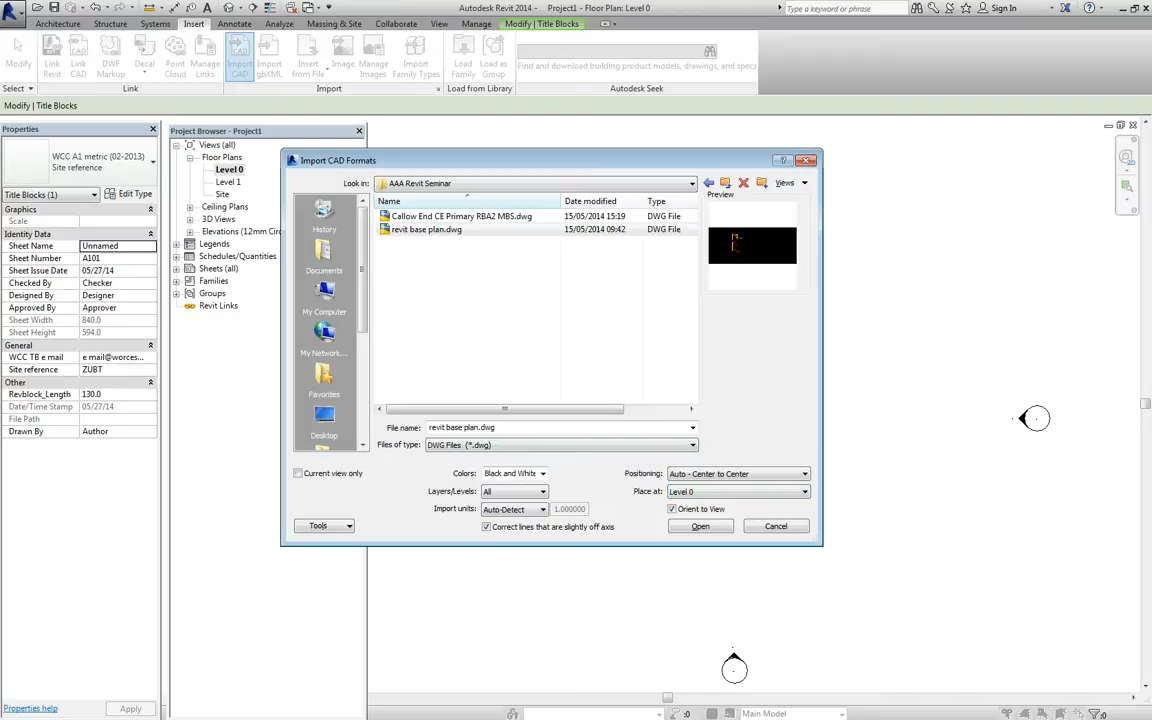 Autodesk Revit 2014 - Project1 - Floor Plan: Level 0
Type a keyword or phrase
Sign In
Architecture Structure Systems Insert Annotate Analyze Massing & Site Collaborate View Manage Modify | Title Blocks
Modify
Link Revit
Link CAD
DWF Markup
Decal
Point Cloud
Manage Links
Import CAD
Import gbXML
Insert from File
Image
Manage Images
Import Family Types
Load Family
Load as Group
Find and download building product models, drawings, and specs
Select Link Import Load from Library Autodesk Seek
Modify | Title Blocks
Properties
WCC A1 metric (02-2013)
Site reference
Title Blocks (1) Edit Type
Graphics
Scale
Identity Data
Sheet Name Unnamed
Sheet Number A101
Sheet Issue Date 05/27/14
Checked By Checker
Designed By Designer
Approved By Approver
Sheet Width 840.0
Sheet Height 594.0
General
WCC TB e mail e mail@worces...
Site reference ZUBT
Other
Revblock_Length 130.0
Date/Time Stamp 05/27/14
File Path
Drawn By Author
Properties help Apply
Project Browser - Project1
Views (all)
Floor Plans
Level 0
Level 1
Site
Ceiling Plans
3D Views
Elevations (12mm Circ
Legends
Schedules/Quantities
Sheets (all)
Families
Groups
Revit Links
Import CAD Formats
Look in: AAA Revit Seminar Views
Name Date modified Type
Callow End CE Primary RBA2 MBS.dwg 15/05/2014 15:19 DWG File
revit base plan.dwg 15/05/2014 09:42 DWG File
Preview
History
Documents
My Computer
My Network...
Favorites
Desktop
File name: revit base plan.dwg
Files of type: DWG Files (*.dwg)
Current view only
Colors: Black and White
Layers/Levels: All
Import units: Auto-Detect 1.000000
Correct lines that are slightly off axis
Positioning: Auto - Center to Center
Place at: Level 0
Orient to View
Tools Open Cancel
:0 Main Model :0